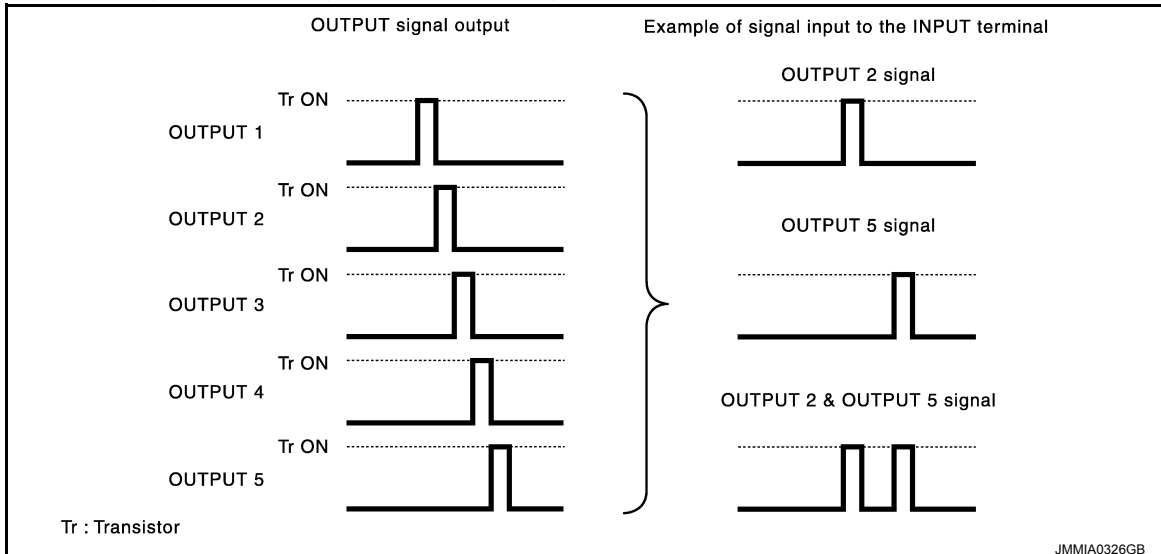 OUTPUT signal output
Tr ON
OUTPUT 1
Tr ON
OUTPUT 2
Tr ON
OUTPUT 3
Tr ON
OUTPUT 4
Tr ON
OUTPUT 5
Tr : Transistor
Example of signal input to the INPUT terminal
OUTPUT 2 signal
OUTPUT 5 signal
OUTPUT 2 & OUTPUT 5 signal
JMMIA0326GB